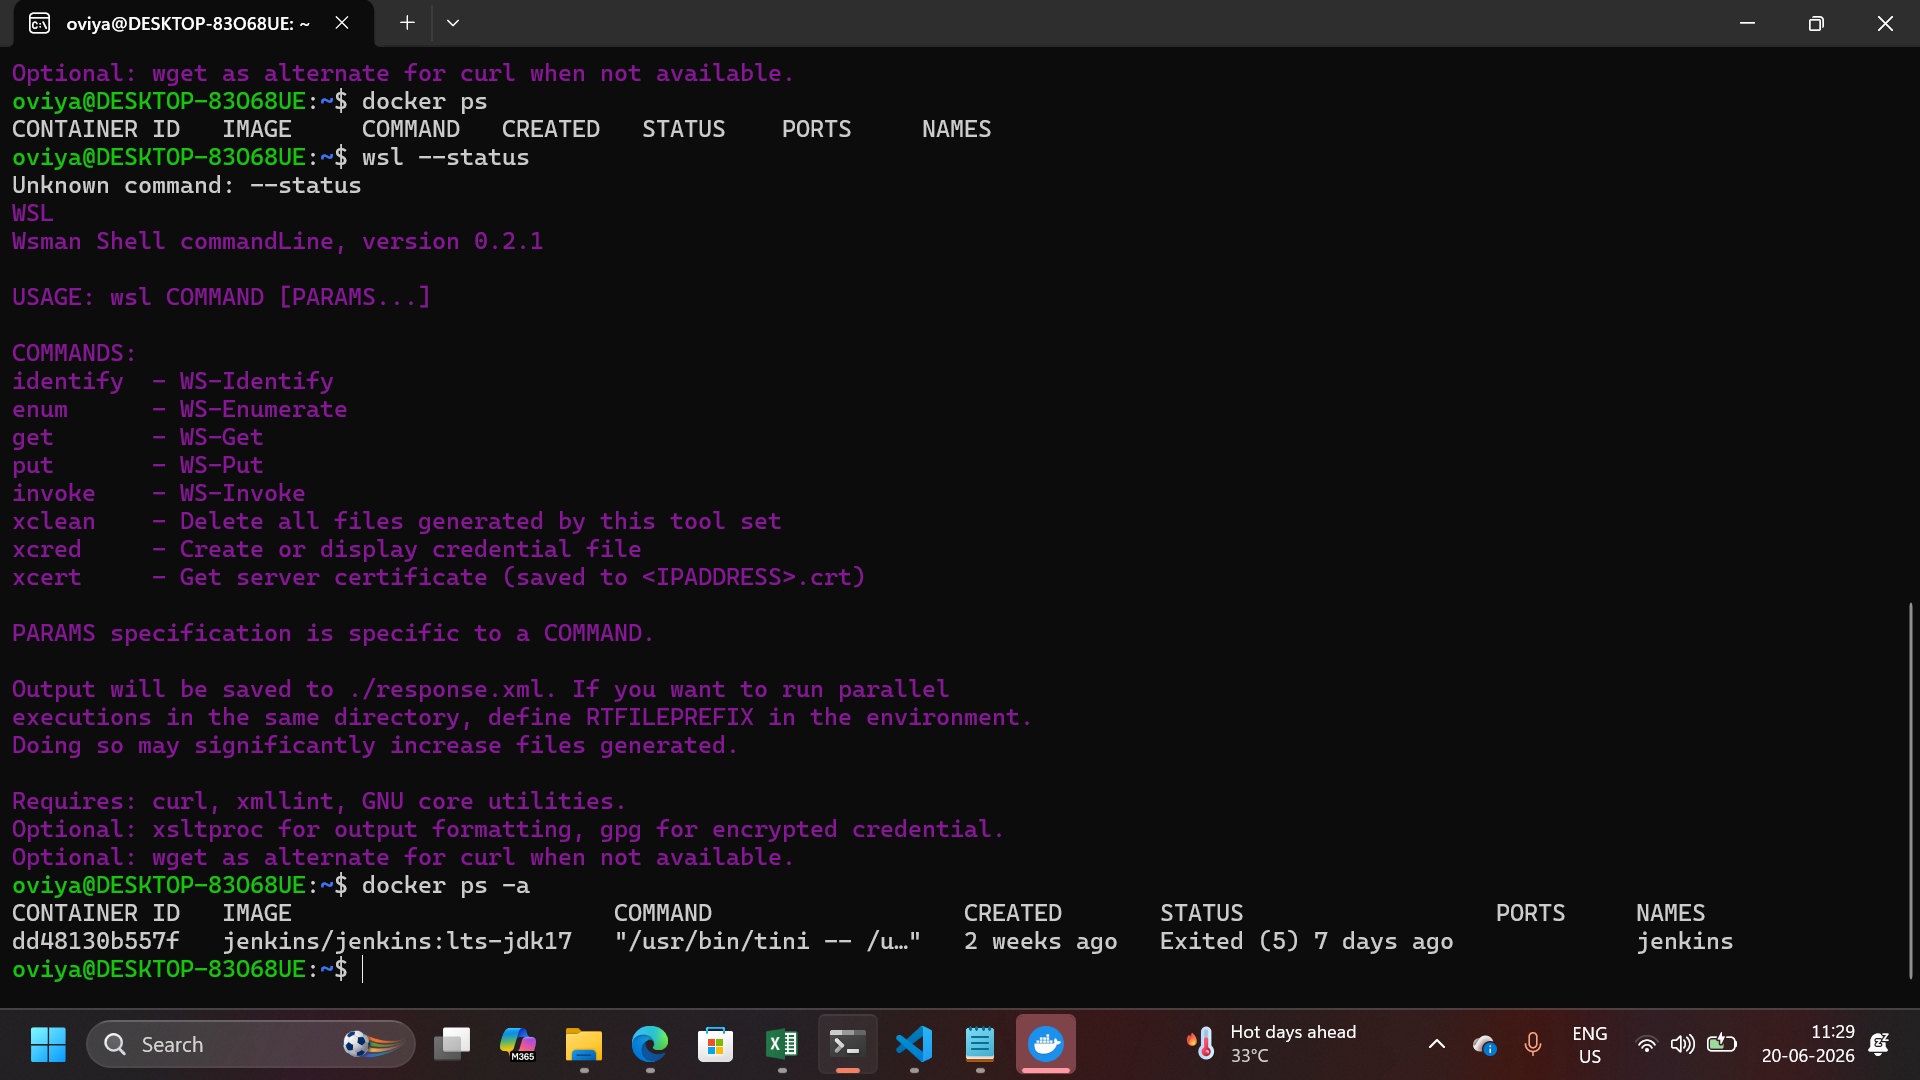 oviya@DESKTOP-83O68UE: ~
Optional: wget as alternate for curl when not available.
oviya@DESKTOP-83O68UE:~$ docker ps
CONTAINER ID   IMAGE     COMMAND   CREATED   STATUS    PORTS     NAMES
oviya@DESKTOP-83O68UE:~$ wsl --status
Unknown command: --status
WSL
Wsman Shell commandLine, version 0.2.1
USAGE: wsl COMMAND [PARAMS...]
COMMANDS:
identify  - WS-Identify
enum      - WS-Enumerate
get       - WS-Get
put       - WS-Put
invoke    - WS-Invoke
xclean    - Delete all files generated by this tool set
xcred     - Create or display credential file
xcert     - Get server certificate (saved to <IPADDRESS>.crt)
PARAMS specification is specific to a COMMAND.
Output will be saved to ./response.xml. If you want to run parallel
executions in the same directory, define RTFILEPREFIX in the environment.
Doing so may significantly increase files generated.
Requires: curl, xmllint, GNU core utilities.
Optional: xsltproc for output formatting, gpg for encrypted credential.
Optional: wget as alternate for curl when not available.
oviya@DESKTOP-83O68UE:~$ docker ps -a
CONTAINER ID   IMAGE                       COMMAND           CREATED       STATUS                  PORTS     NAMES
dd48130b557f   jenkins/jenkins:lts-jdk17   "/usr/bin/tini -- /u…"   2 weeks ago   Exited (5) 7 days ago             jenkins
oviya@DESKTOP-83O68UE:~$
Search
M365
Hot days ahead
33°C
ENG
US
11:29
20-06-2026